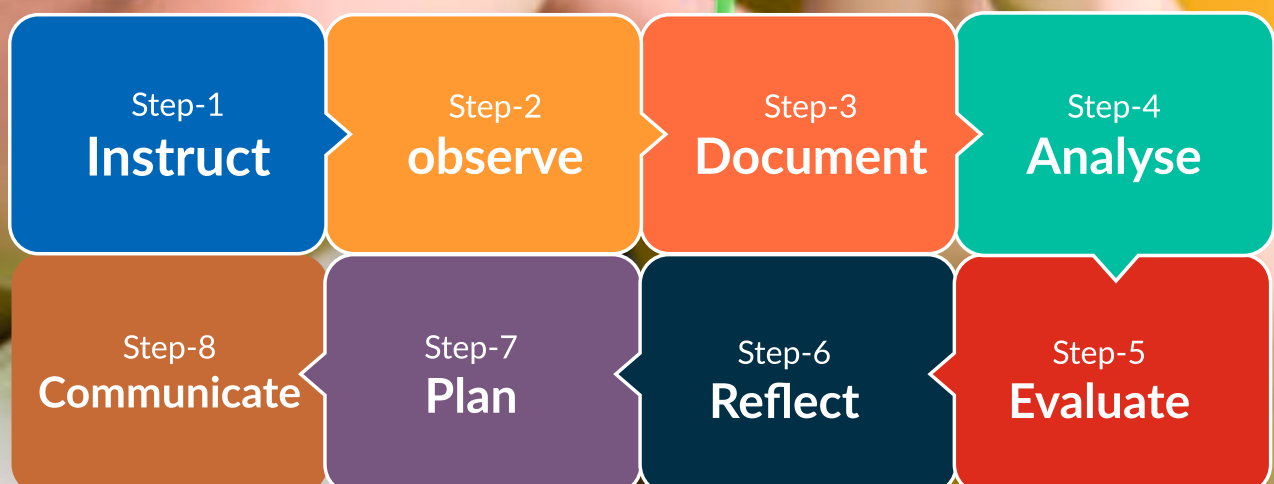 Step-1
Instruct
Step-2
observe
Step-3
Document
Step-4
Analyse
Step-5
Evaluate
Step-6
Reflect
Step-7
Plan
Step-8
Communicate